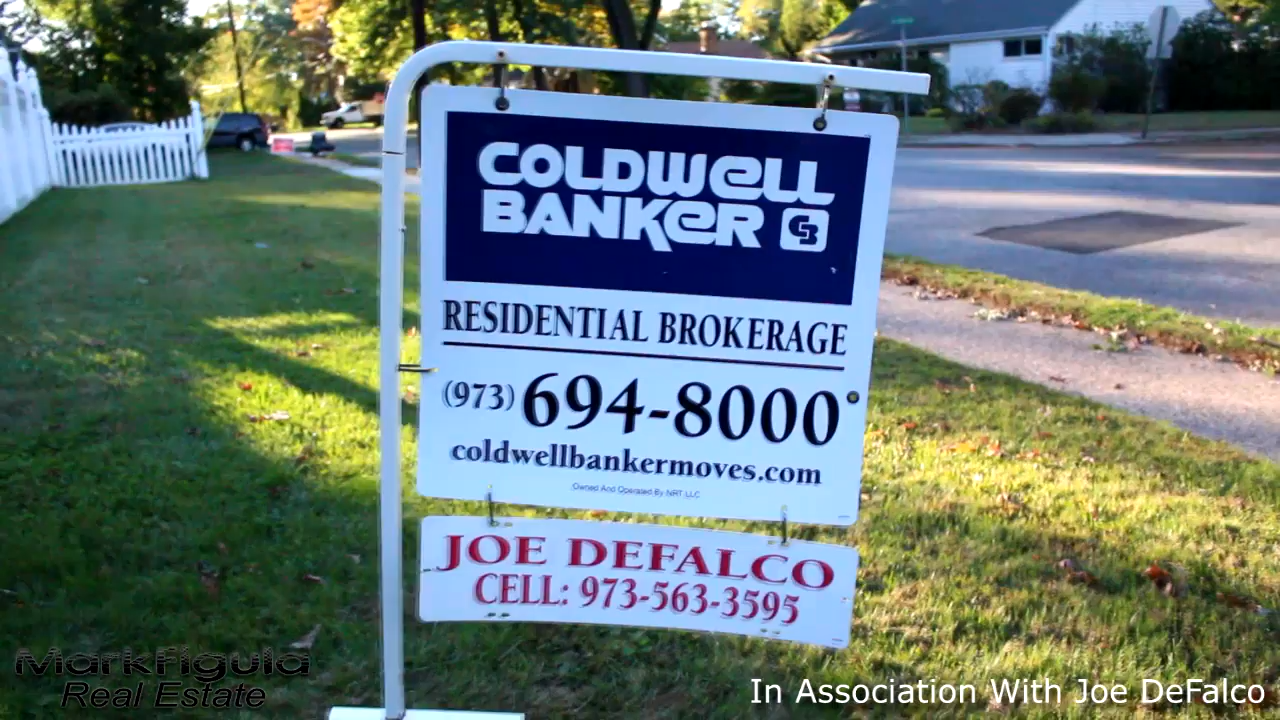 COLDWELL
BANKER CB
RESIDENTIAL BROKERAGE
(973) 694-8000
coldwellbankermoves.com
Owned And Operated By NRT LLC
JOE DEFALCO
CELL: 973-563-3595
MarkFigula
Real Estate
In Association With Joe DeFalco